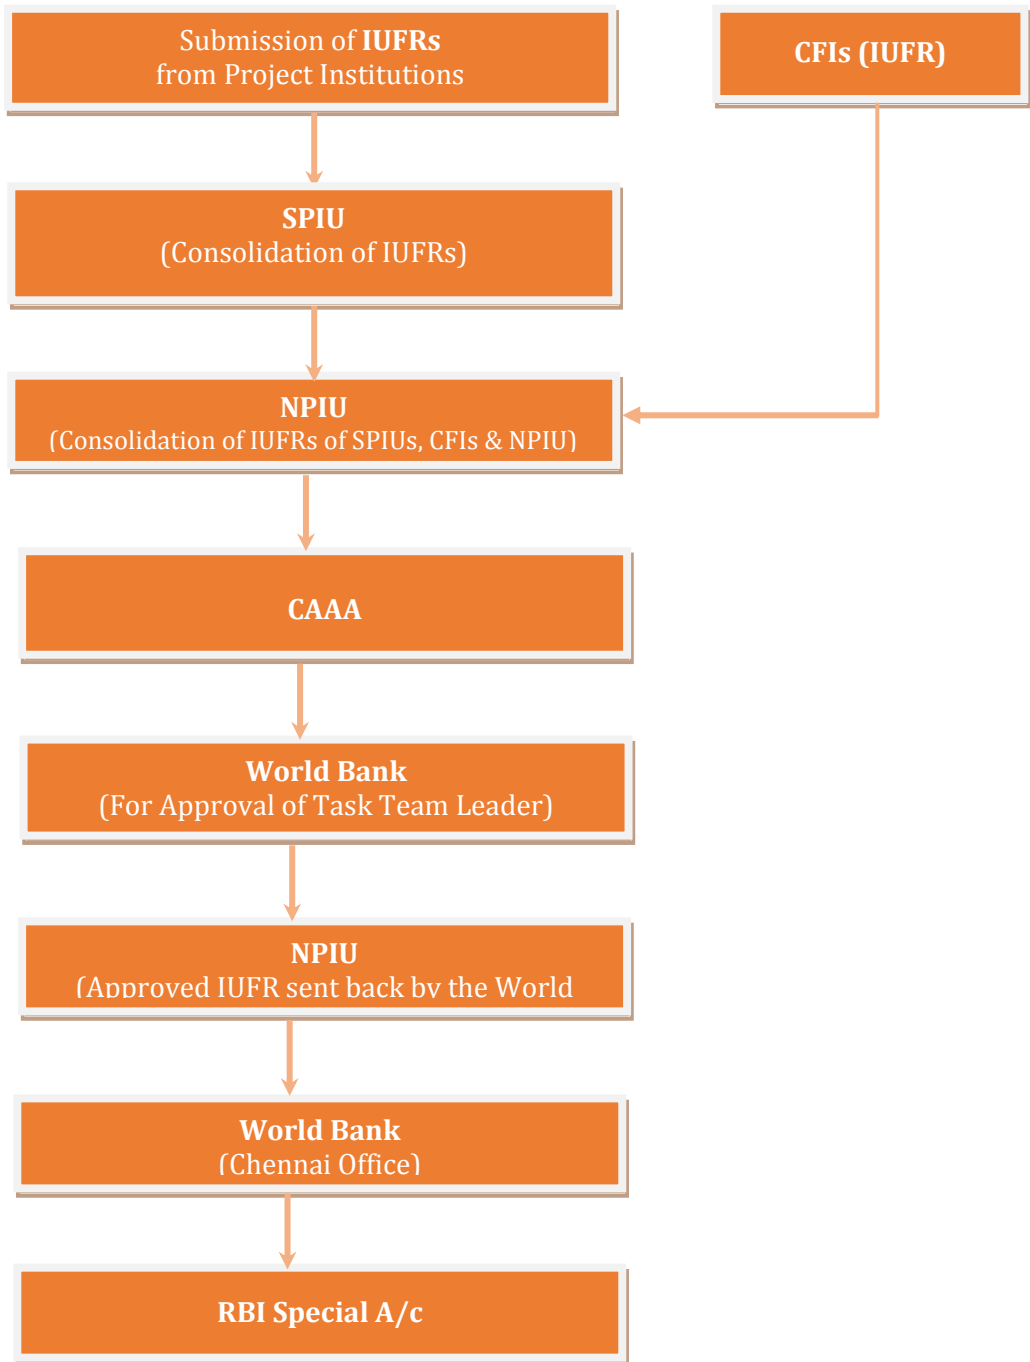 Submission of IUFRs
from Project Institutions
CFIs (IUFR)
SPIU
(Consolidation of IUFRs)
NPIU
(Consolidation of IUFRs of SPIUs, CFIs & NPIU)
CAAA
World Bank
(For Approval of Task Team Leader)
NPIU
(Approved IUFR sent back by the World
World Bank
(Chennai Office)
RBI Special A/c